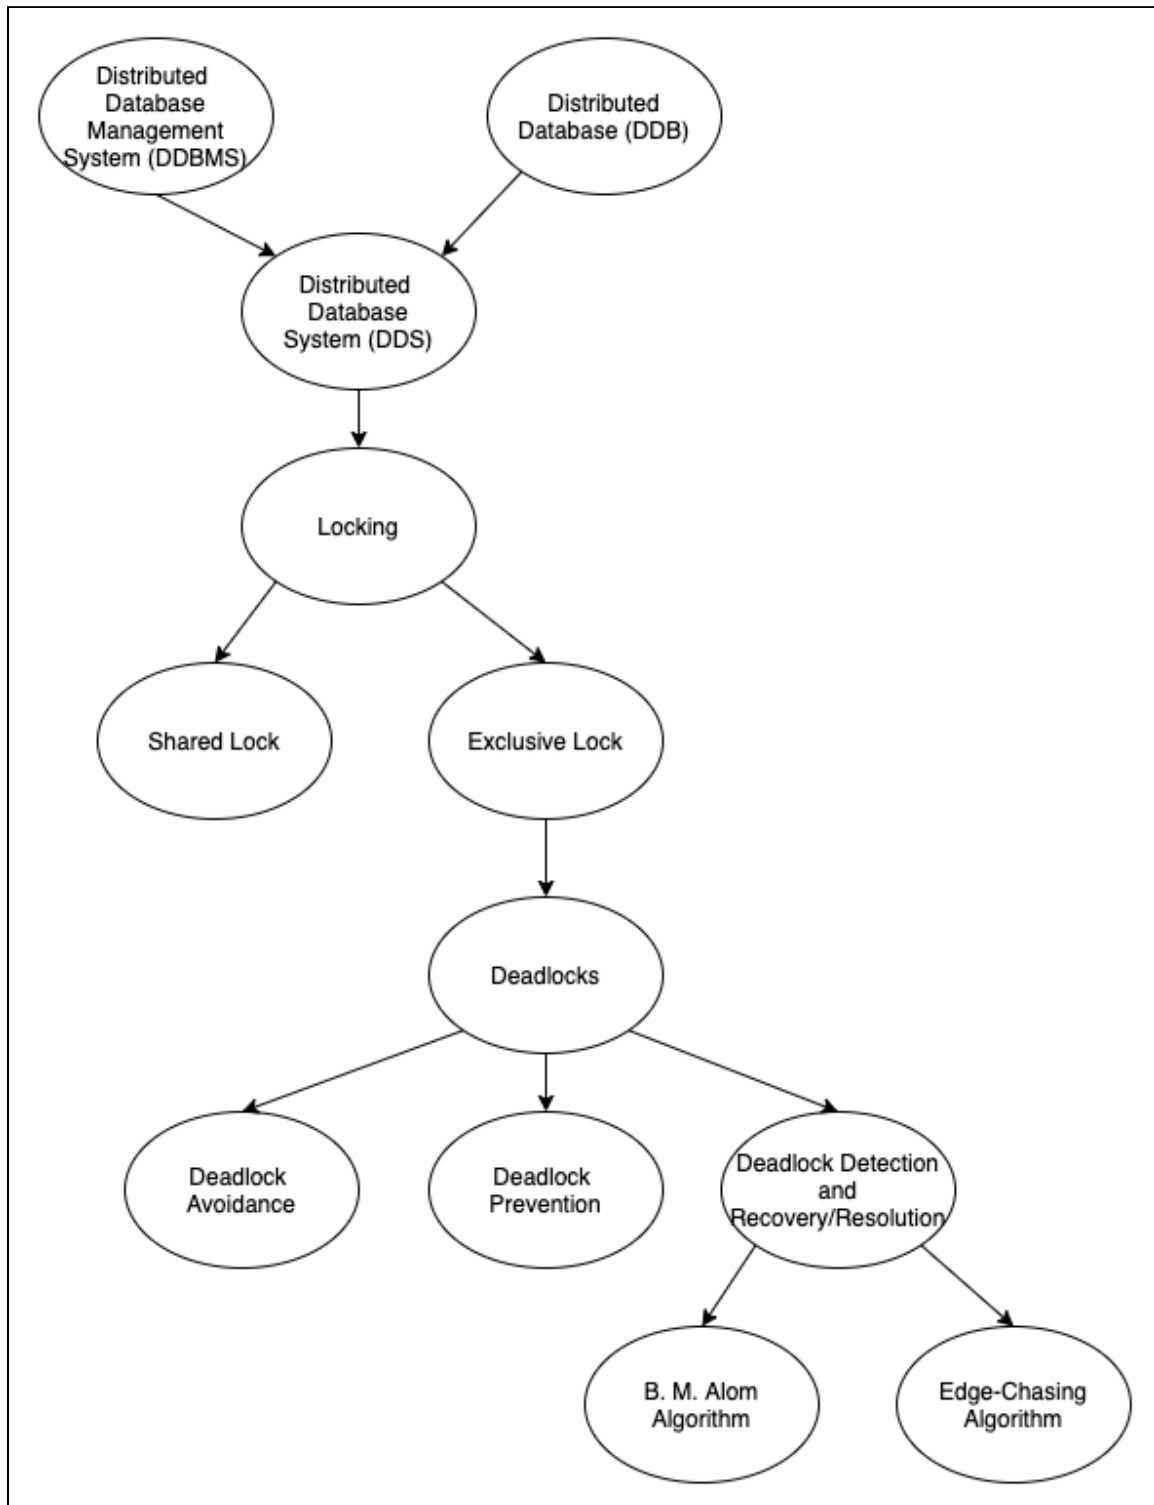 Distributed
Database
Management
System (DDBMS)
Distributed
Database (DDB)
Distributed
Database
System (DDS)
Locking
Shared Lock
Exclusive Lock
Deadlocks
Deadlock
Avoidance
Deadlock
Prevention
Deadlock Detection
and
Recovery/Resolution
B. M. Alom
Algorithm
Edge-Chasing
Algorithm